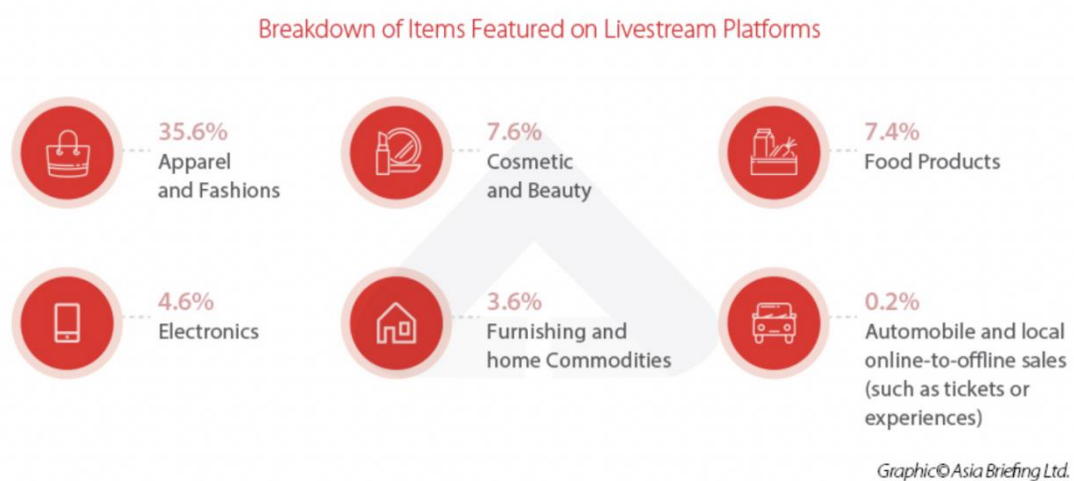 Breakdown of Items Featured on Livestream Platforms
35.6%
Apparel
and Fashions
7.6%
Cosmetic
and Beauty
7.4%
Food Products
4.6%
Electronics
3.6%
Furnishing and
home Commodities
0.2%
Automobile and local
online-to-offline sales
(such as tickets or
experiences)
Graphic© Asia Briefing Ltd.